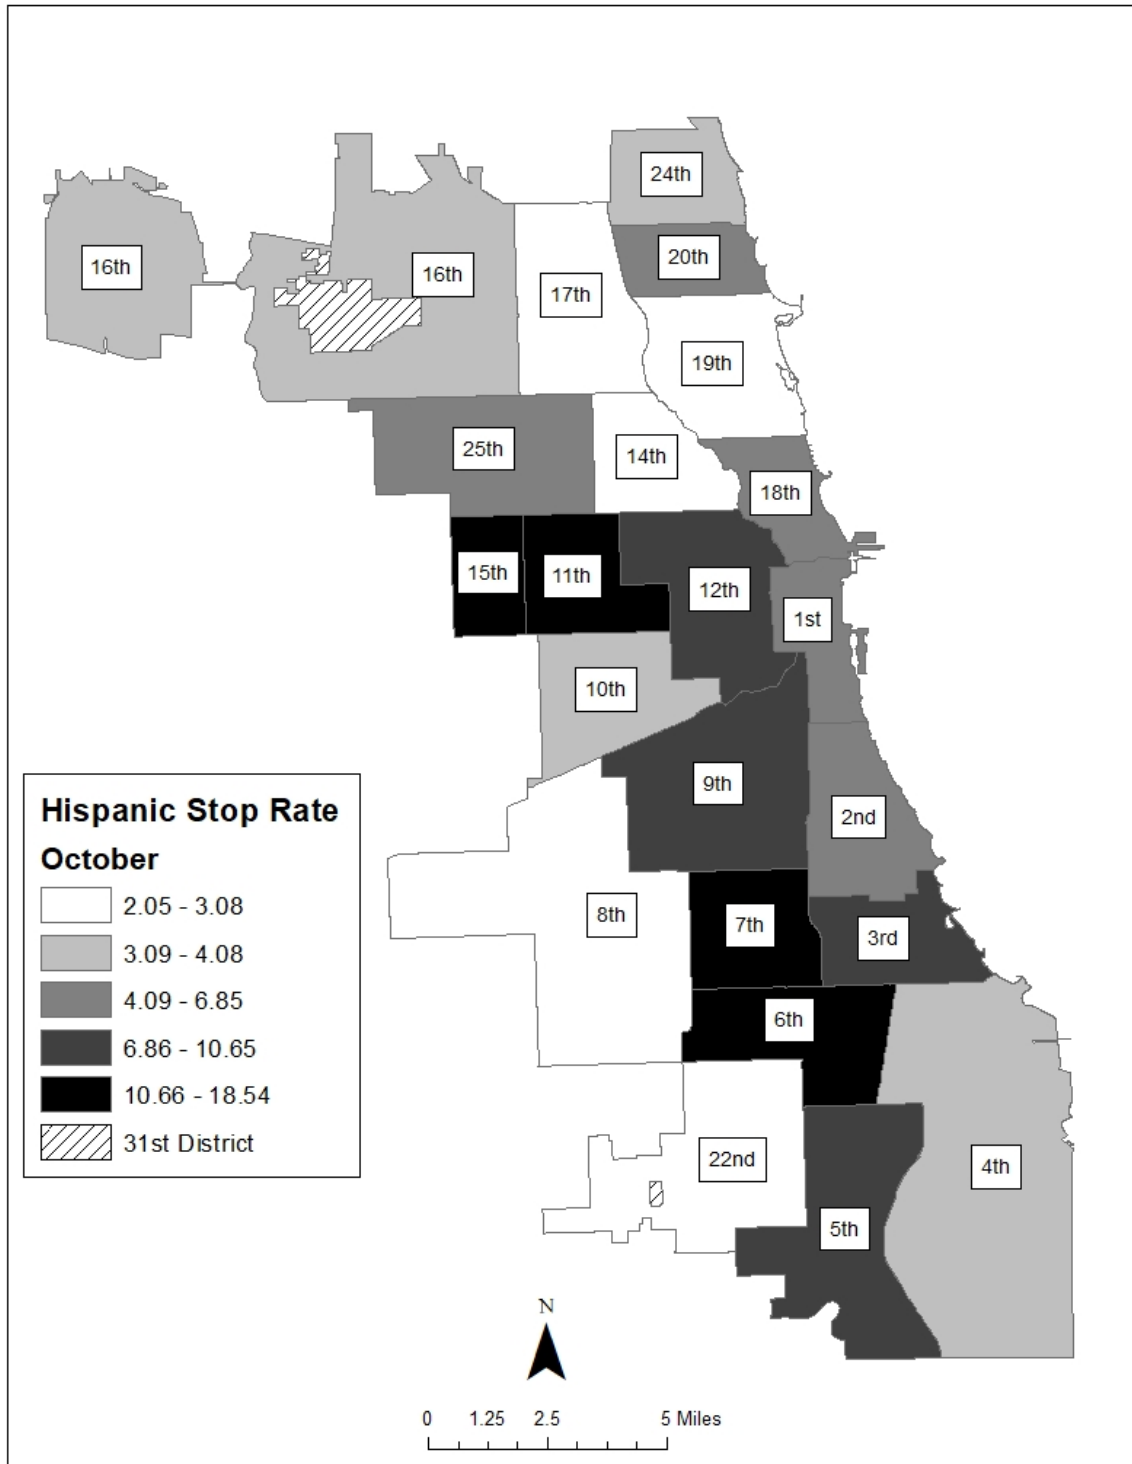 24th
20th
16th
16th
17th
19th
25th
14th
18th
15th
11th
12th
1st
10th
9th
2nd
8th
7th
3rd
6th
22nd
4th
5th
Hispanic Stop Rate
October
2.05 - 3.08
3.09 - 4.08
4.09 - 6.85
6.86 - 10.65
10.66 - 18.54
31st District
N
0 1.25 2.5 5 Miles